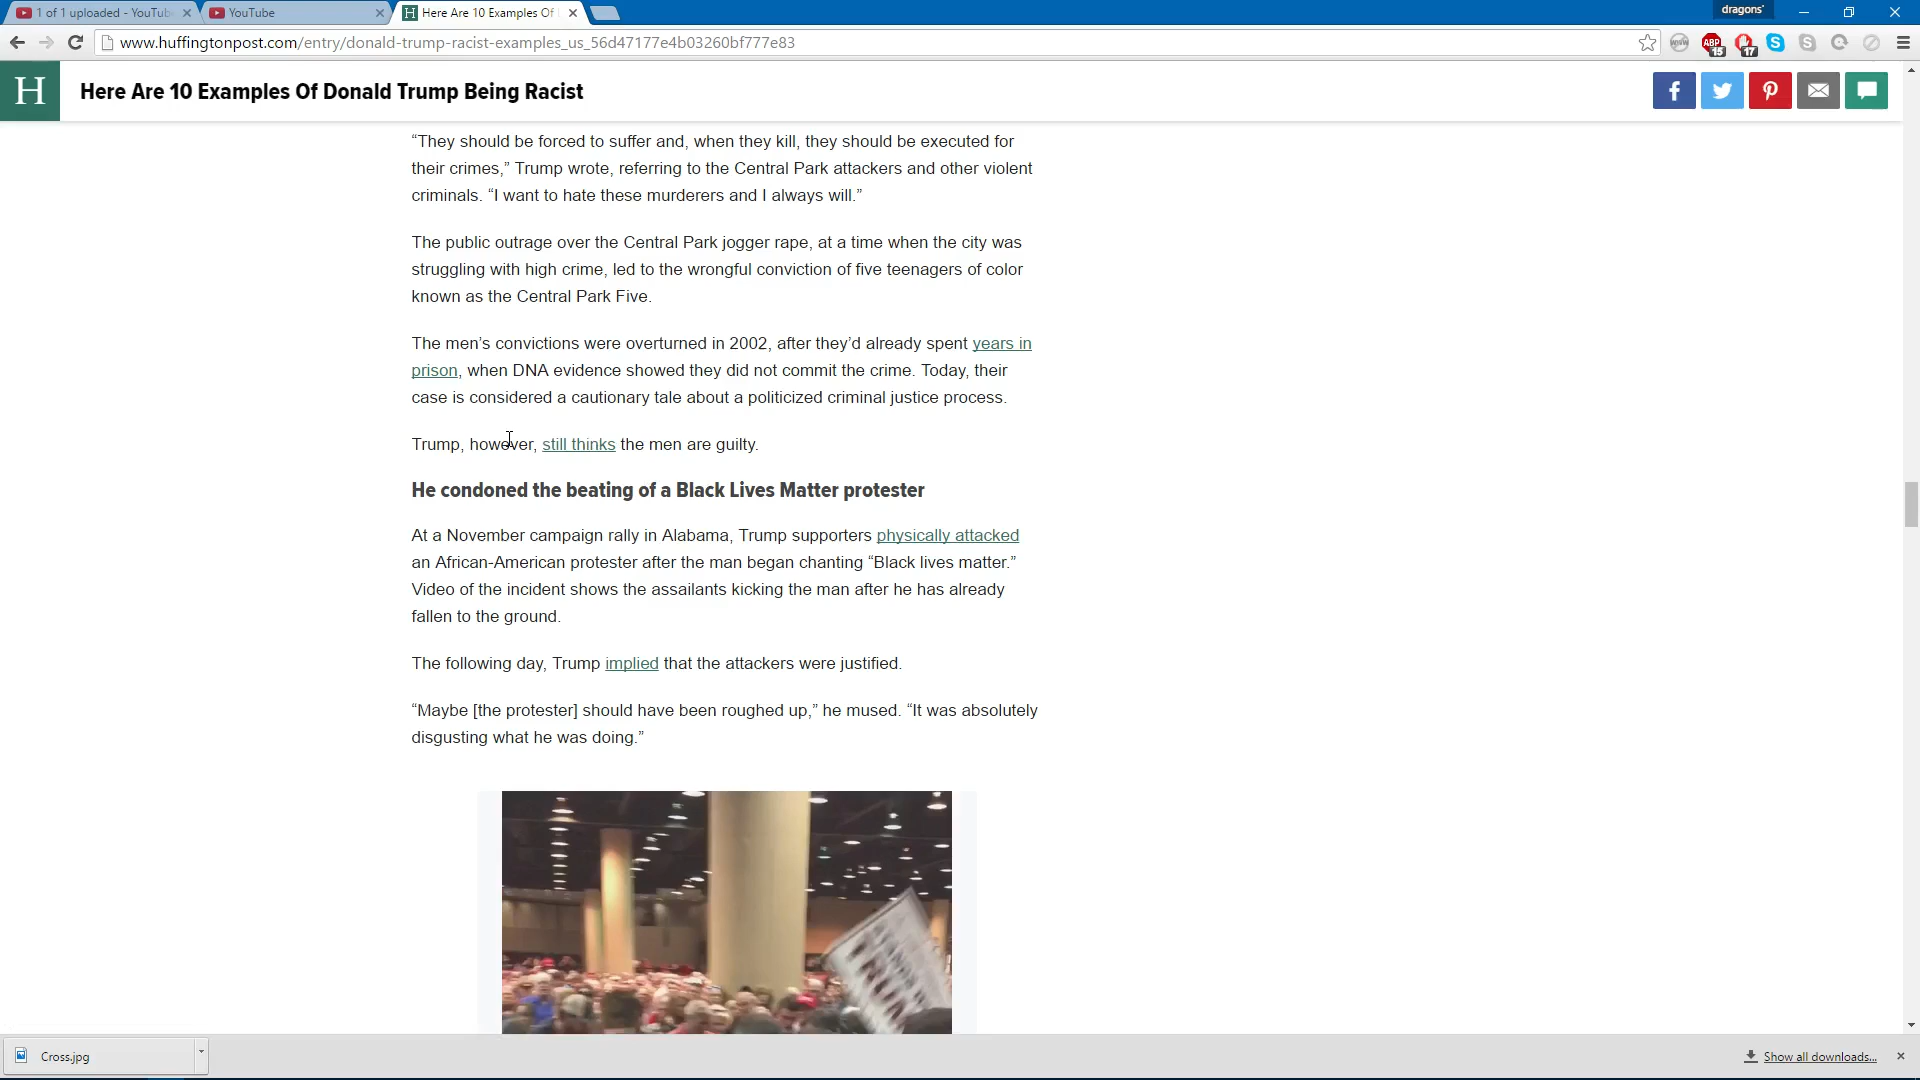 1 of 1 uploaded - YouTub
YouTube
Here Are 10 Examples Of
dragons'
www.huffingtonpost.com/entry/donald-trump-racist-examples_us_56d47177e4b03260bf777e83
ABP
15
17
H
Here Are 10 Examples Of Donald Trump Being Racist
“They should be forced to suffer and, when they kill, they should be executed for
their crimes,” Trump wrote, referring to the Central Park attackers and other violent
criminals. “I want to hate these murderers and I always will.”
The public outrage over the Central Park jogger rape, at a time when the city was
struggling with high crime, led to the wrongful conviction of five teenagers of color
known as the Central Park Five.
The men’s convictions were overturned in 2002, after they’d already spent years in
prison, when DNA evidence showed they did not commit the crime. Today, their
case is considered a cautionary tale about a politicized criminal justice process.
Trump, however, still thinks the men are guilty.
He condoned the beating of a Black Lives Matter protester
At a November campaign rally in Alabama, Trump supporters physically attacked
an African-American protester after the man began chanting “Black lives matter.”
Video of the incident shows the assailants kicking the man after he has already
fallen to the ground.
The following day, Trump implied that the attackers were justified.
“Maybe [the protester] should have been roughed up,” he mused. “It was absolutely
disgusting what he was doing.”
Cross.jpg
Show all downloads...